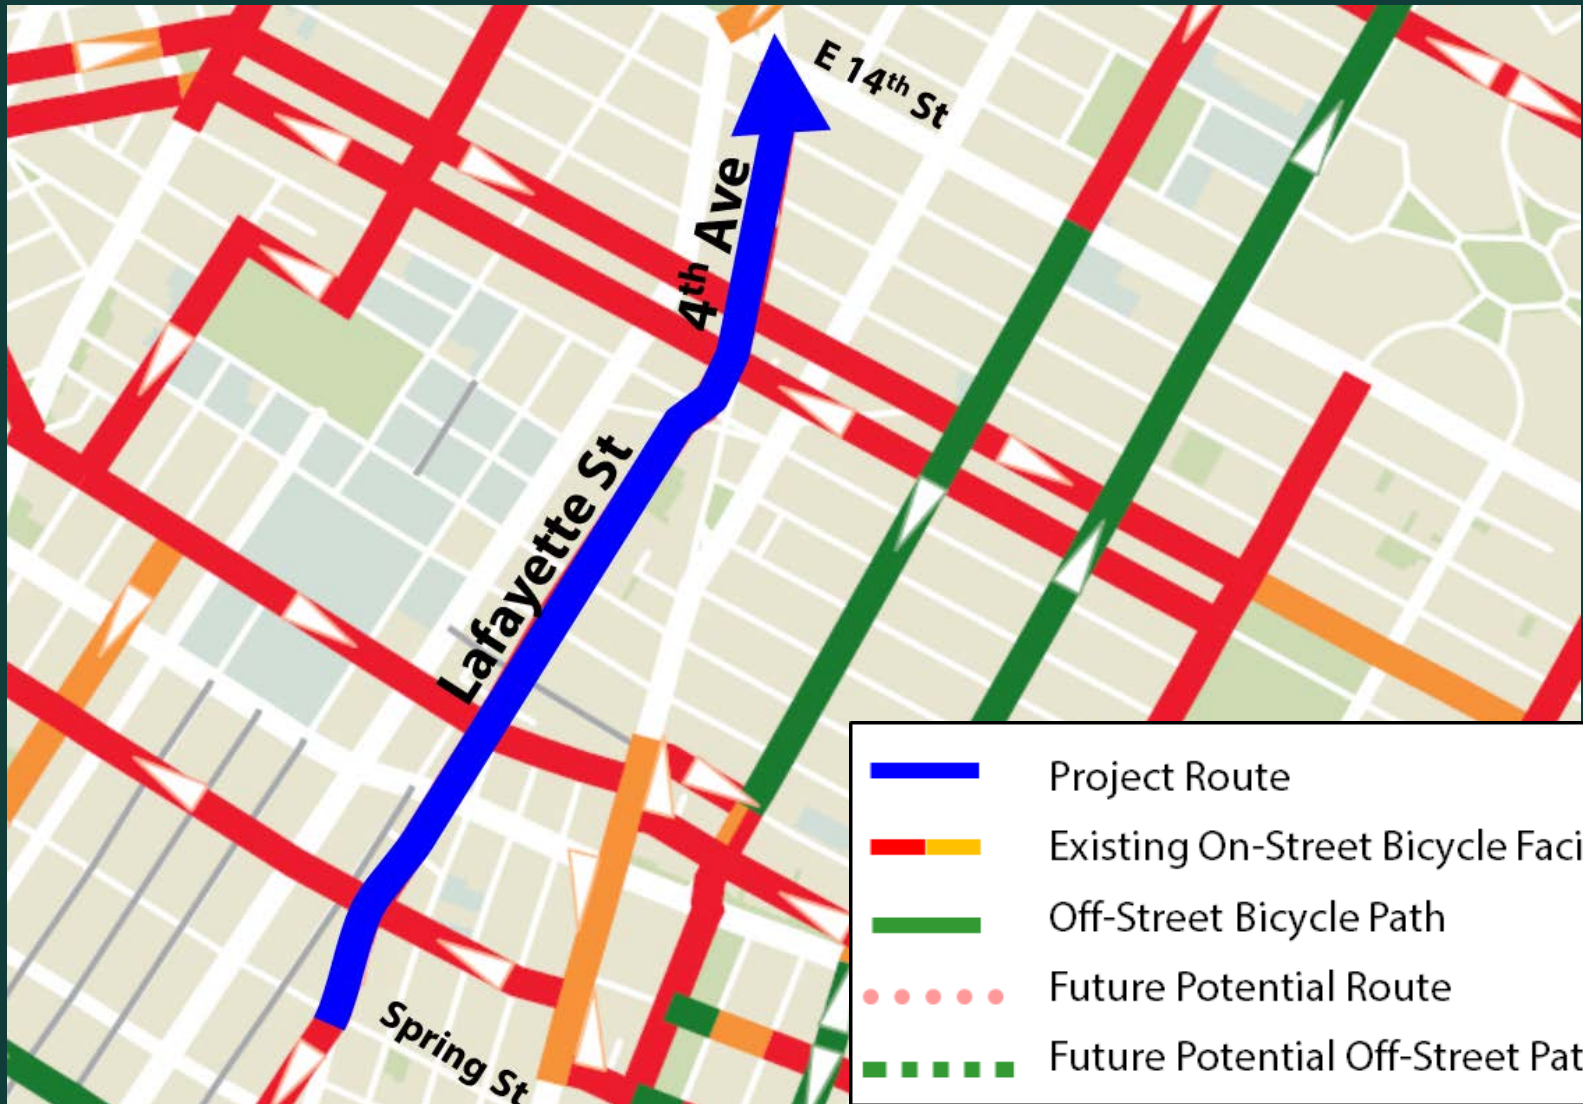 E 14th St
4th Ave
Lafayette St
Spring St
Project Route
Existing On-Street Bicycle Faci
Off-Street Bicycle Path
Future Potential Route
Future Potential Off-Street Pat